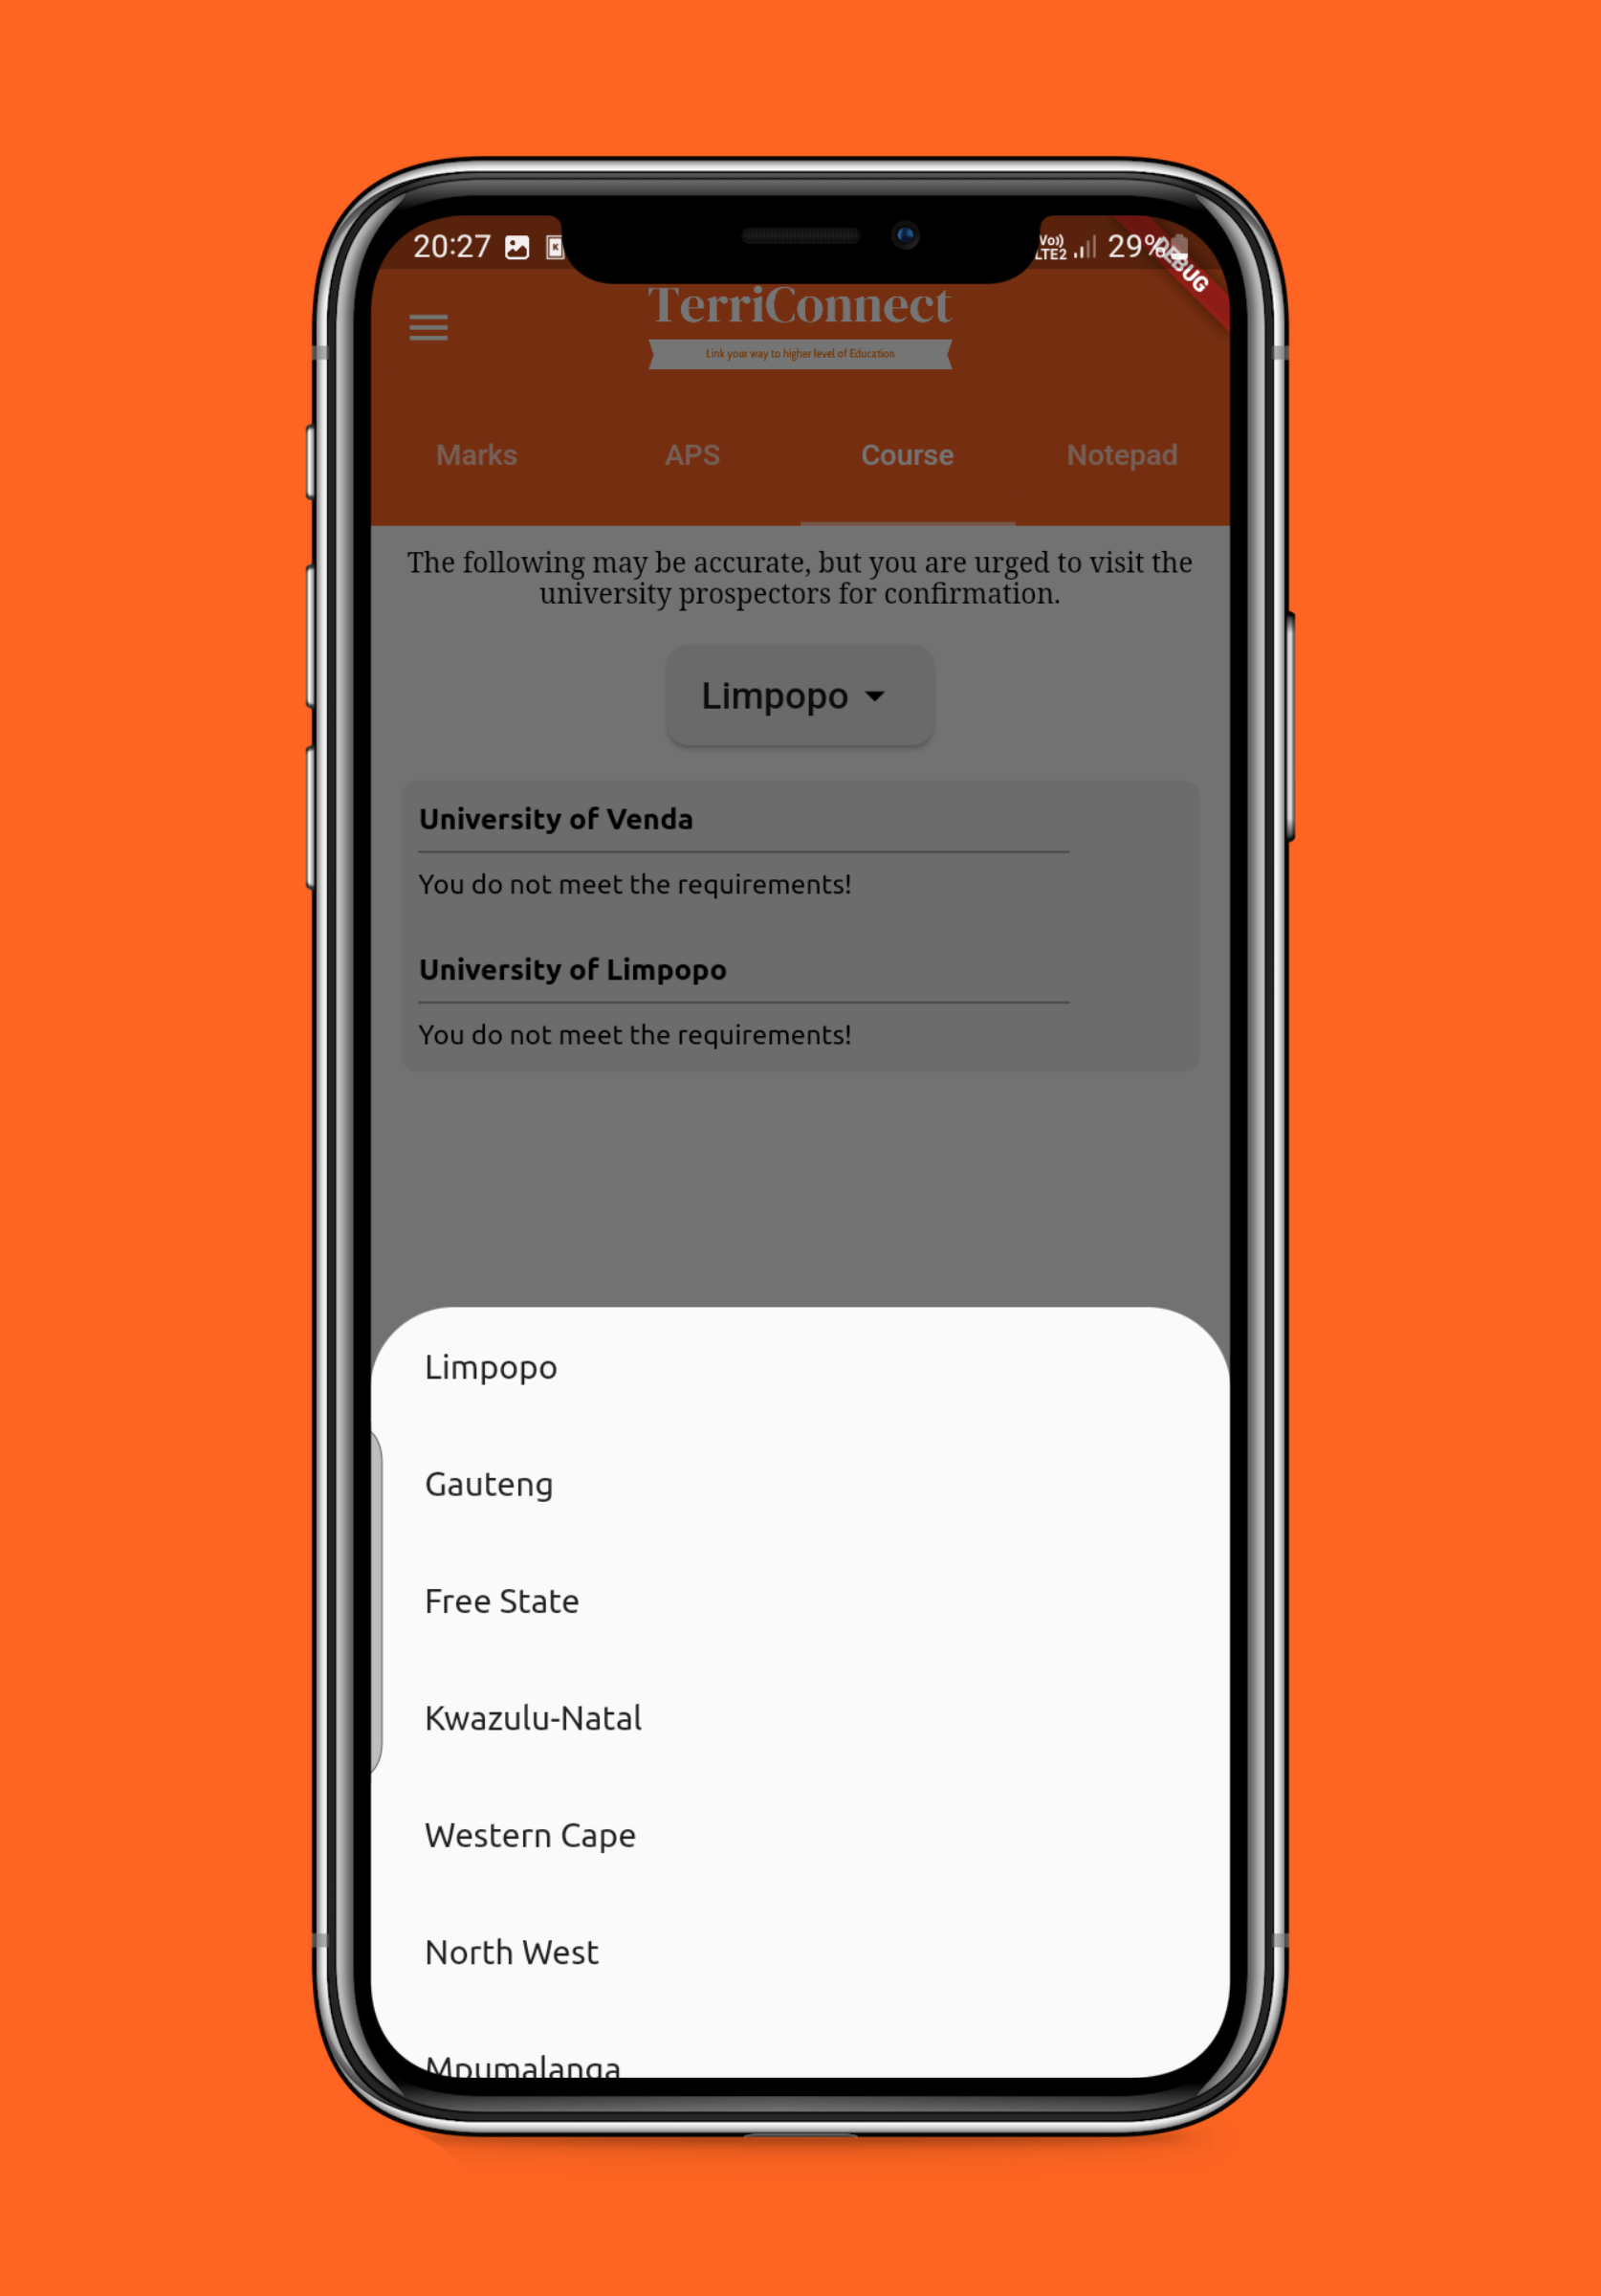 20:27
Vo))
LTE2
29%
DEBUG
TerriConnect
Link your way to higher level of Education
Marks APS Course Notepad
The following may be accurate, but you are urged to visit the
university prospectors for confirmation.
Limpopo
University of Venda
You do not meet the requirements!
University of Limpopo
You do not meet the requirements!
Limpopo
Gauteng
Free State
Kwazulu-Natal
Western Cape
North West
Mpumalanga